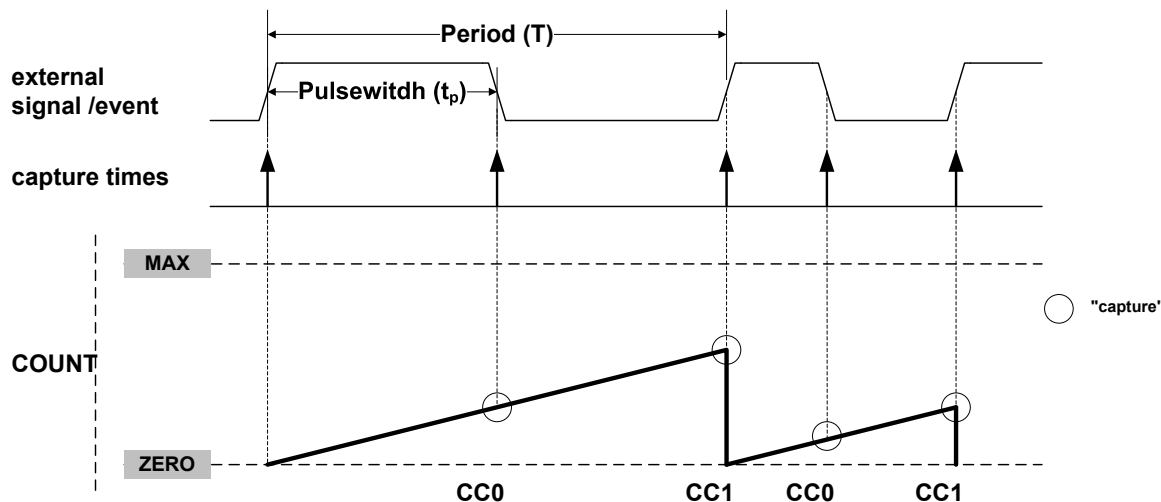 Period (T)
external
signal /event
Pulsewitdh (tp)
capture times
MAX
"capture'
COUNT
ZERO
CC0 CC1 CC0 CC1